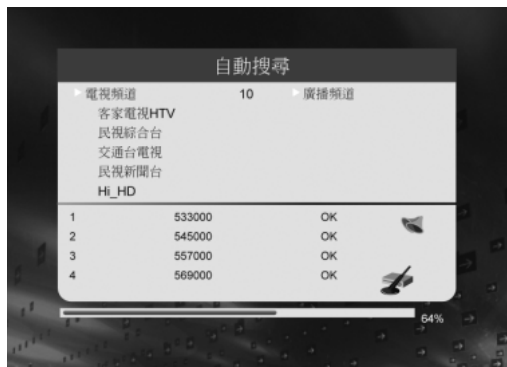 自動搜尋
電視頻道 10 廣播頻道
客家電視HTV
民視綜合台
交通台電視
民視新聞台
Hi_HD
1 533000 OK
2 545000 OK
3 557000 OK
4 569000 OK
64%